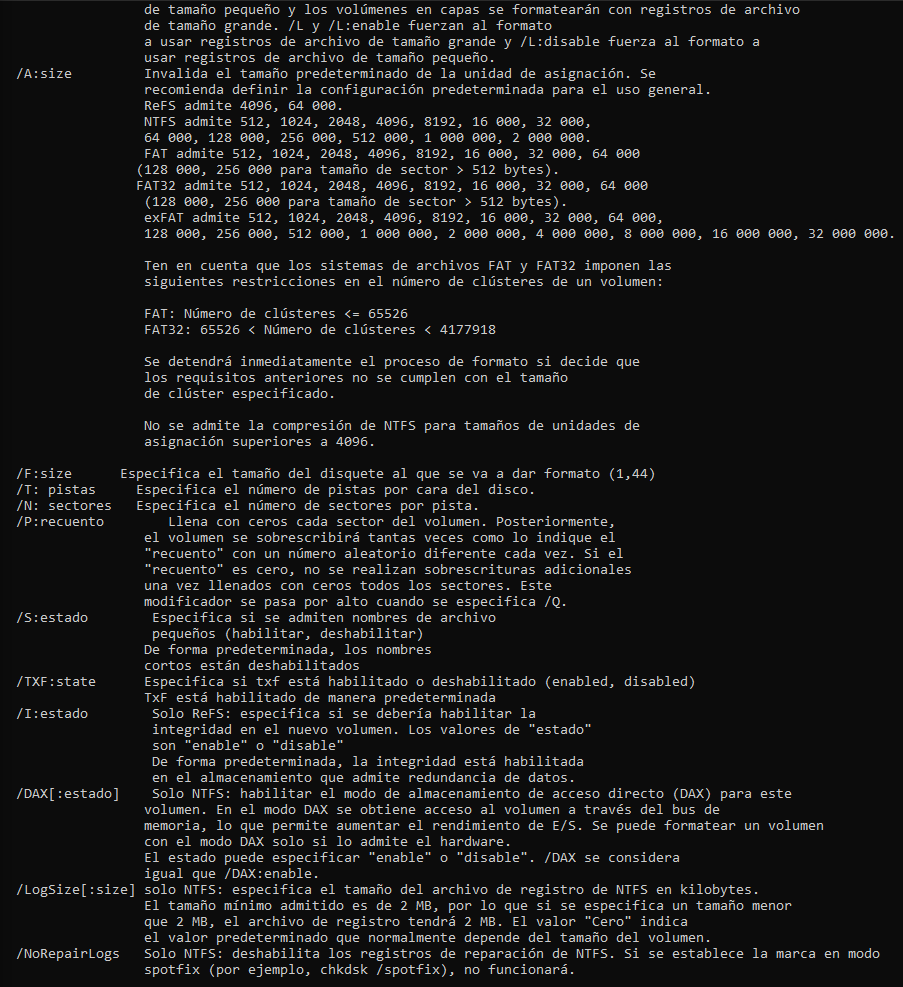 de tamaño pequeño y los volúmenes en capas se formatearán con registros de archivo
de tamaño grande. /L y /L:enable fuerzan al formato
a usar registros de archivo de tamaño grande y /L:disable fuerza al formato a
usar registros de archivo de tamaño pequeño.
/A:size Invalida el tamaño predeterminado de la unidad de asignación. Se
recomienda definir la configuración predeterminada para el uso general.
ReFS admite 4096, 64 000.
NTFS admite 512, 1024, 2048, 4096, 8192, 16 000, 32 000,
64 000, 128 000, 256 000, 512 000, 1 000 000, 2 000 000.
FAT admite 512, 1024, 2048, 4096, 8192, 16 000, 32 000, 64 000
(128 000, 256 000 para tamaño de sector > 512 bytes).
FAT32 admite 512, 1024, 2048, 4096, 8192, 16 000, 32 000, 64 000
(128 000, 256 000 para tamaño de sector > 512 bytes).
exFAT admite 512, 1024, 2048, 4096, 8192, 16 000, 32 000, 64 000,
128 000, 256 000, 512 000, 1 000 000, 2 000 000, 4 000 000, 8 000 000, 16 000 000, 32 000 000.
Ten en cuenta que los sistemas de archivos FAT y FAT32 imponen las
siguientes restricciones en el número de clústeres de un volumen:
FAT: Número de clústeres <= 65526
FAT32: 65526 < Número de clústeres < 4177918
Se detendrá inmediatamente el proceso de formato si decide que
los requisitos anteriores no se cumplen con el tamaño
de clúster especificado.
No se admite la compresión de NTFS para tamaños de unidades de
asignación superiores a 4096.
/F:size Especifica el tamaño del disquete al que se va a dar formato (1,44)
/T: pistas Especifica el número de pistas por cara del disco.
/N: sectores Especifica el número de sectores por pista.
/P:recuento Llena con ceros cada sector del volumen. Posteriormente,
el volumen se sobrescribirá tantas veces como lo indique el
"recuento" con un número aleatorio diferente cada vez. Si el
"recuento" es cero, no se realizan sobrescrituras adicionales
una vez llenados con ceros todos los sectores. Este
modificador se pasa por alto cuando se especifica /Q.
/S:estado Especifica si se admiten nombres de archivo
pequeños (habilitar, deshabilitar)
De forma predeterminada, los nombres
cortos están deshabilitados
/TXF:state Especifica si txf está habilitado o deshabilitado (enabled, disabled)
TxF está habilitado de manera predeterminada
/I:estado Solo ReFS: especifica si se debería habilitar la
integridad en el nuevo volumen. Los valores de "estado"
son "enable" o "disable"
De forma predeterminada, la integridad está habilitada
en el almacenamiento que admite redundancia de datos.
/DAX[:estado] Solo NTFS: habilitar el modo de almacenamiento de acceso directo (DAX) para este
volumen. En el modo DAX se obtiene acceso al volumen a través del bus de
memoria, lo que permite aumentar el rendimiento de E/S. Se puede formatear un volumen
con el modo DAX solo si lo admite el hardware.
El estado puede especificar "enable" o "disable". /DAX se considera
igual que /DAX:enable.
/LogSize[:size] solo NTFS: especifica el tamaño del archivo de registro de NTFS en kilobytes.
El tamaño mínimo admitido es de 2 MB, por lo que si se especifica un tamaño menor
que 2 MB, el archivo de registro tendrá 2 MB. El valor "Cero" indica
el valor predeterminado que normalmente depende del tamaño del volumen.
/NoRepairLogs Solo NTFS: deshabilita los registros de reparación de NTFS. Si se establece la marca en modo
spotfix (por ejemplo, chkdsk /spotfix), no funcionará.